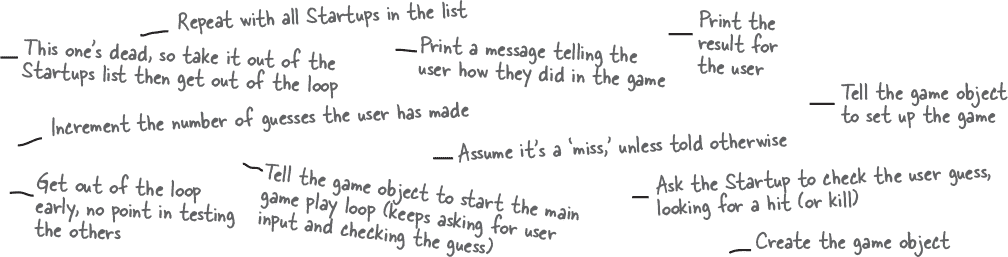 Repeat with all Startups in the list
This one's dead, so take it out of the
Startups list then get out of the loop
Print a message telling the
user how they did in the game
Print the
result for
the user
Tell the game object
to set up the game
Increment the number of guesses the user has made
Assume it's a 'miss,' unless told otherwise
Get out of the loop
early, no point in testing
the others
Tell the game object to start the main
game play loop (keeps asking for user
input and checking the guess)
Ask the Startup to check the user guess,
looking for a hit (or kill)
Create the game object